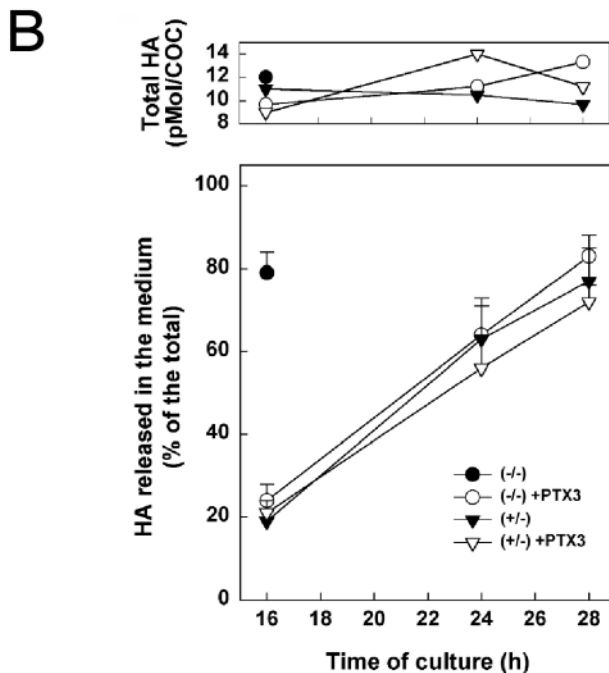 B
Total HA
(pMol/COC)
14
12
10
8
HA released in the medium
(% of the total)
100
80
60
40
20
0
(-/-)
(-/-) +PTX3
(+/-)
(+/-) +PTX3
16 18 20 22 24 26 28
Time of culture (h)